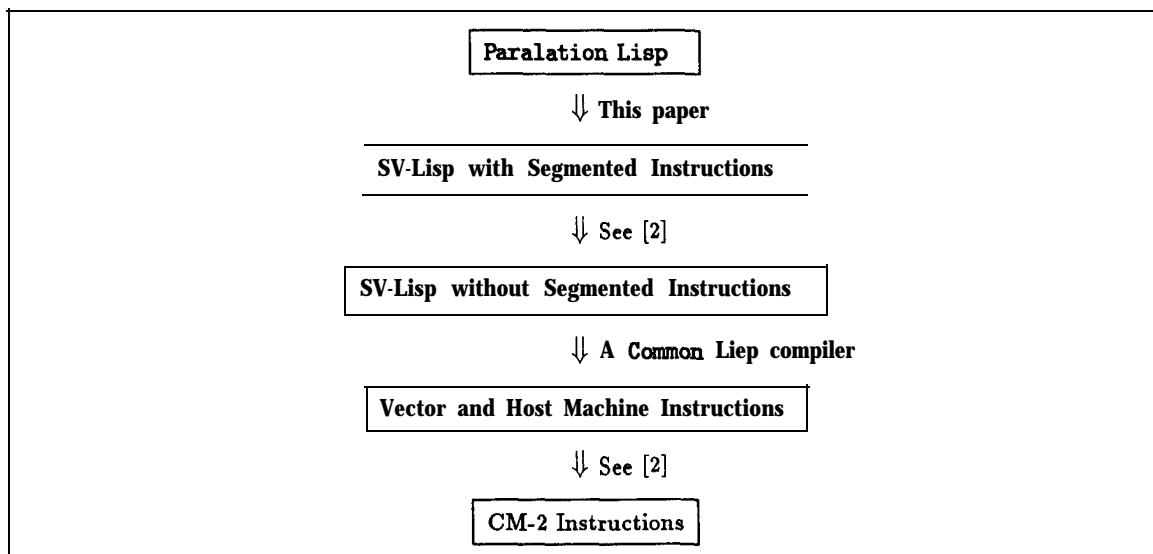 Paralation Lisp
⇓ This paper
SV-Lisp with Segmented Instructions
⇓ See [2]
SV-Lisp without Segmented Instructions
⇓ A Common Liep compiler
Vector and Host Machine Instructions
⇓ See [2]
CM-2 Instructions